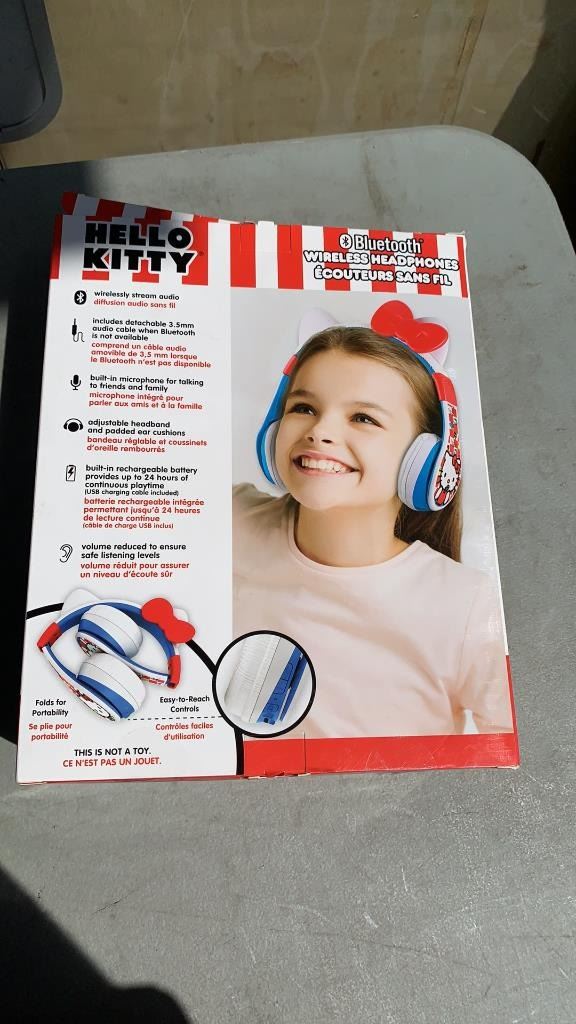 HELLO
KITTY
wirelessly stream audio
diffusion audio sans fil
includes detachable 3.5mm
audio cable when Bluetooth
is not available
comprend un câble audio
amovible de 3,5 mm lorsque
le Bluetooth n'est pas disponible
built-in microphone for talking
to friends and family
microphine intégré pour
parler aux amis et à la famille
adjustable headband
and padded ear cushions
bandeau réglable et coussinets
d'oreille rembourrés
built-in rechargeable battery
provides up to 24 hours of
continuous playtime
(USB charging cable included)
batterie rechargeable intégrée
permettant jusqu'à 24 heures
de lecture continue
(câble de charge USB inclus)
volume reduced to ensure
safe listening levels
volume réduit pour assurer
un niveau d'écoute sûr
Folds for
Portability
Se plie pour
portabilité
Easy-to-Reach
Controls
Contrôles faciles
d'utilisation
THIS IS NOT A TOY.
CE N'EST PAS UN JOUET.
Bluetooth®
WIRELESS HEADPHONES
ÉCOUTEURS SANS FIL